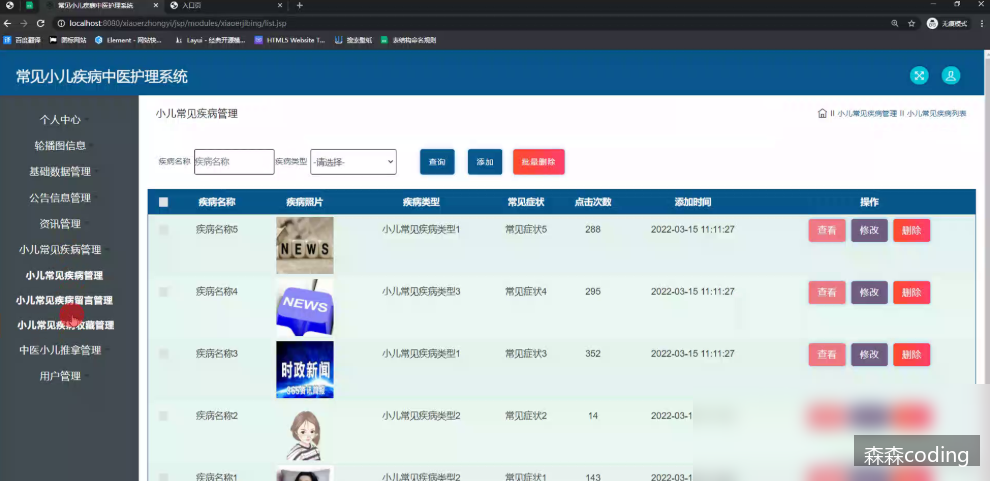 常见小儿疾病中医护理系统
入口页
localhost:8080/xiaoerzhongyi/jsp/modules/xiaoerjibing/list.jsp
无痕模式
百度翻译
图标网站
Element - 网站快...
Layui - 经典开源模...
HTML5 Website T...
搜索壁纸
系统构命名规则
常见小儿疾病中医护理系统
个人中心
轮播图信息
基础数据管理
公告信息管理
资讯管理
小儿常见疾病管理
小儿常见疾病管理
小儿常见疾病留言管理
小儿常见疾病收藏管理
中医小儿推拿管理
用户管理
小儿常见疾病管理
小儿常见疾病管理 小儿常见疾病列表
疾病名称 疾病名称 疾病类型 -请选择- 查询 添加 批量删除
疾病名称 疾病照片 疾病类型 常见症状 点击次数 添加时间 操作
疾病名称5 NEWS 小儿常见疾病类型1 常见症状5 288 2022-03-15 11:11:27 查看 修改 删除
疾病名称4 NEWS 小儿常见疾病类型3 常见症状4 295 2022-03-15 11:11:27 查看 修改 删除
疾病名称3 时政新闻 小儿常见疾病类型1 常见症状3 352 2022-03-15 11:11:27 查看 修改 删除
疾病名称2 小儿常见疾病类型2 常见症状2 14 2022-03-1
疾病名称1 小儿常见疾病类型2 常见症状1 143 2022-03-1
森森coding